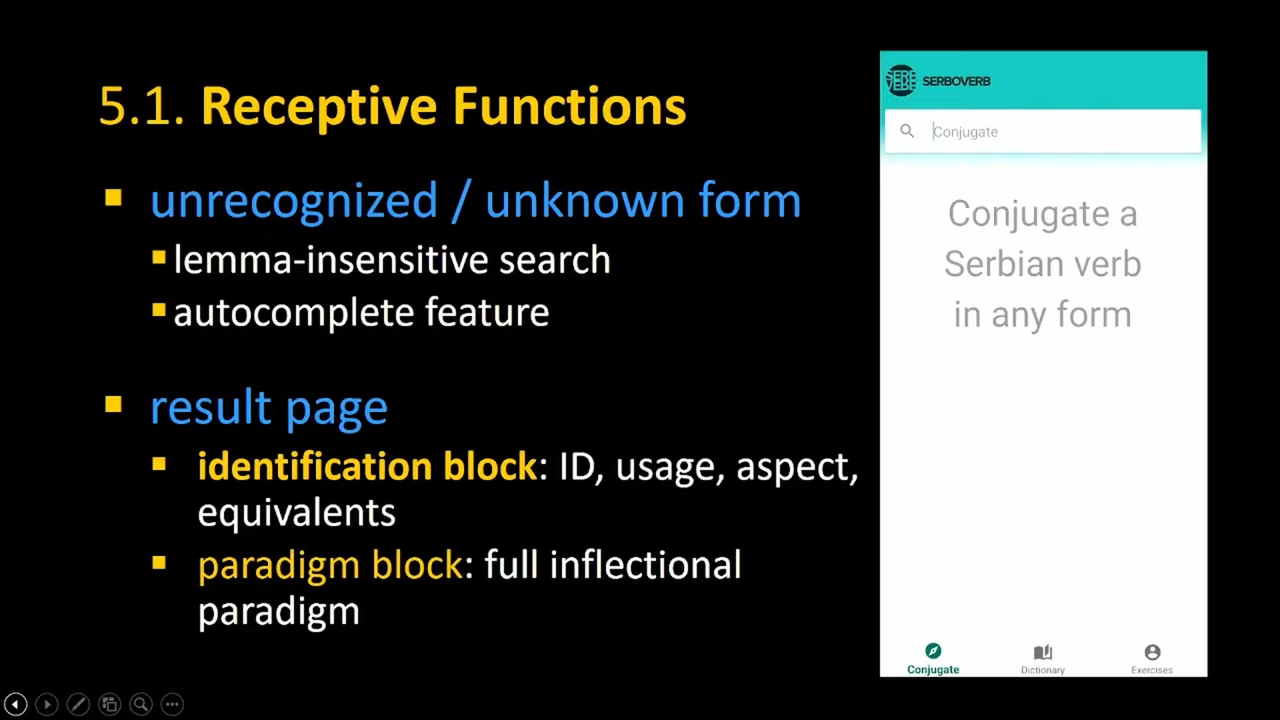 5.1. Receptive Functions
unrecognized / unknown form
lemma-insensitive search
autocomplete feature
result page
identification block: ID, usage, aspect,
equivalents
paradigm block: full inflectional
paradigm
SERBOVERB
Conjugate
Conjugate a
Serbian verb
in any form
Conjugate
Dictionary
Exercises